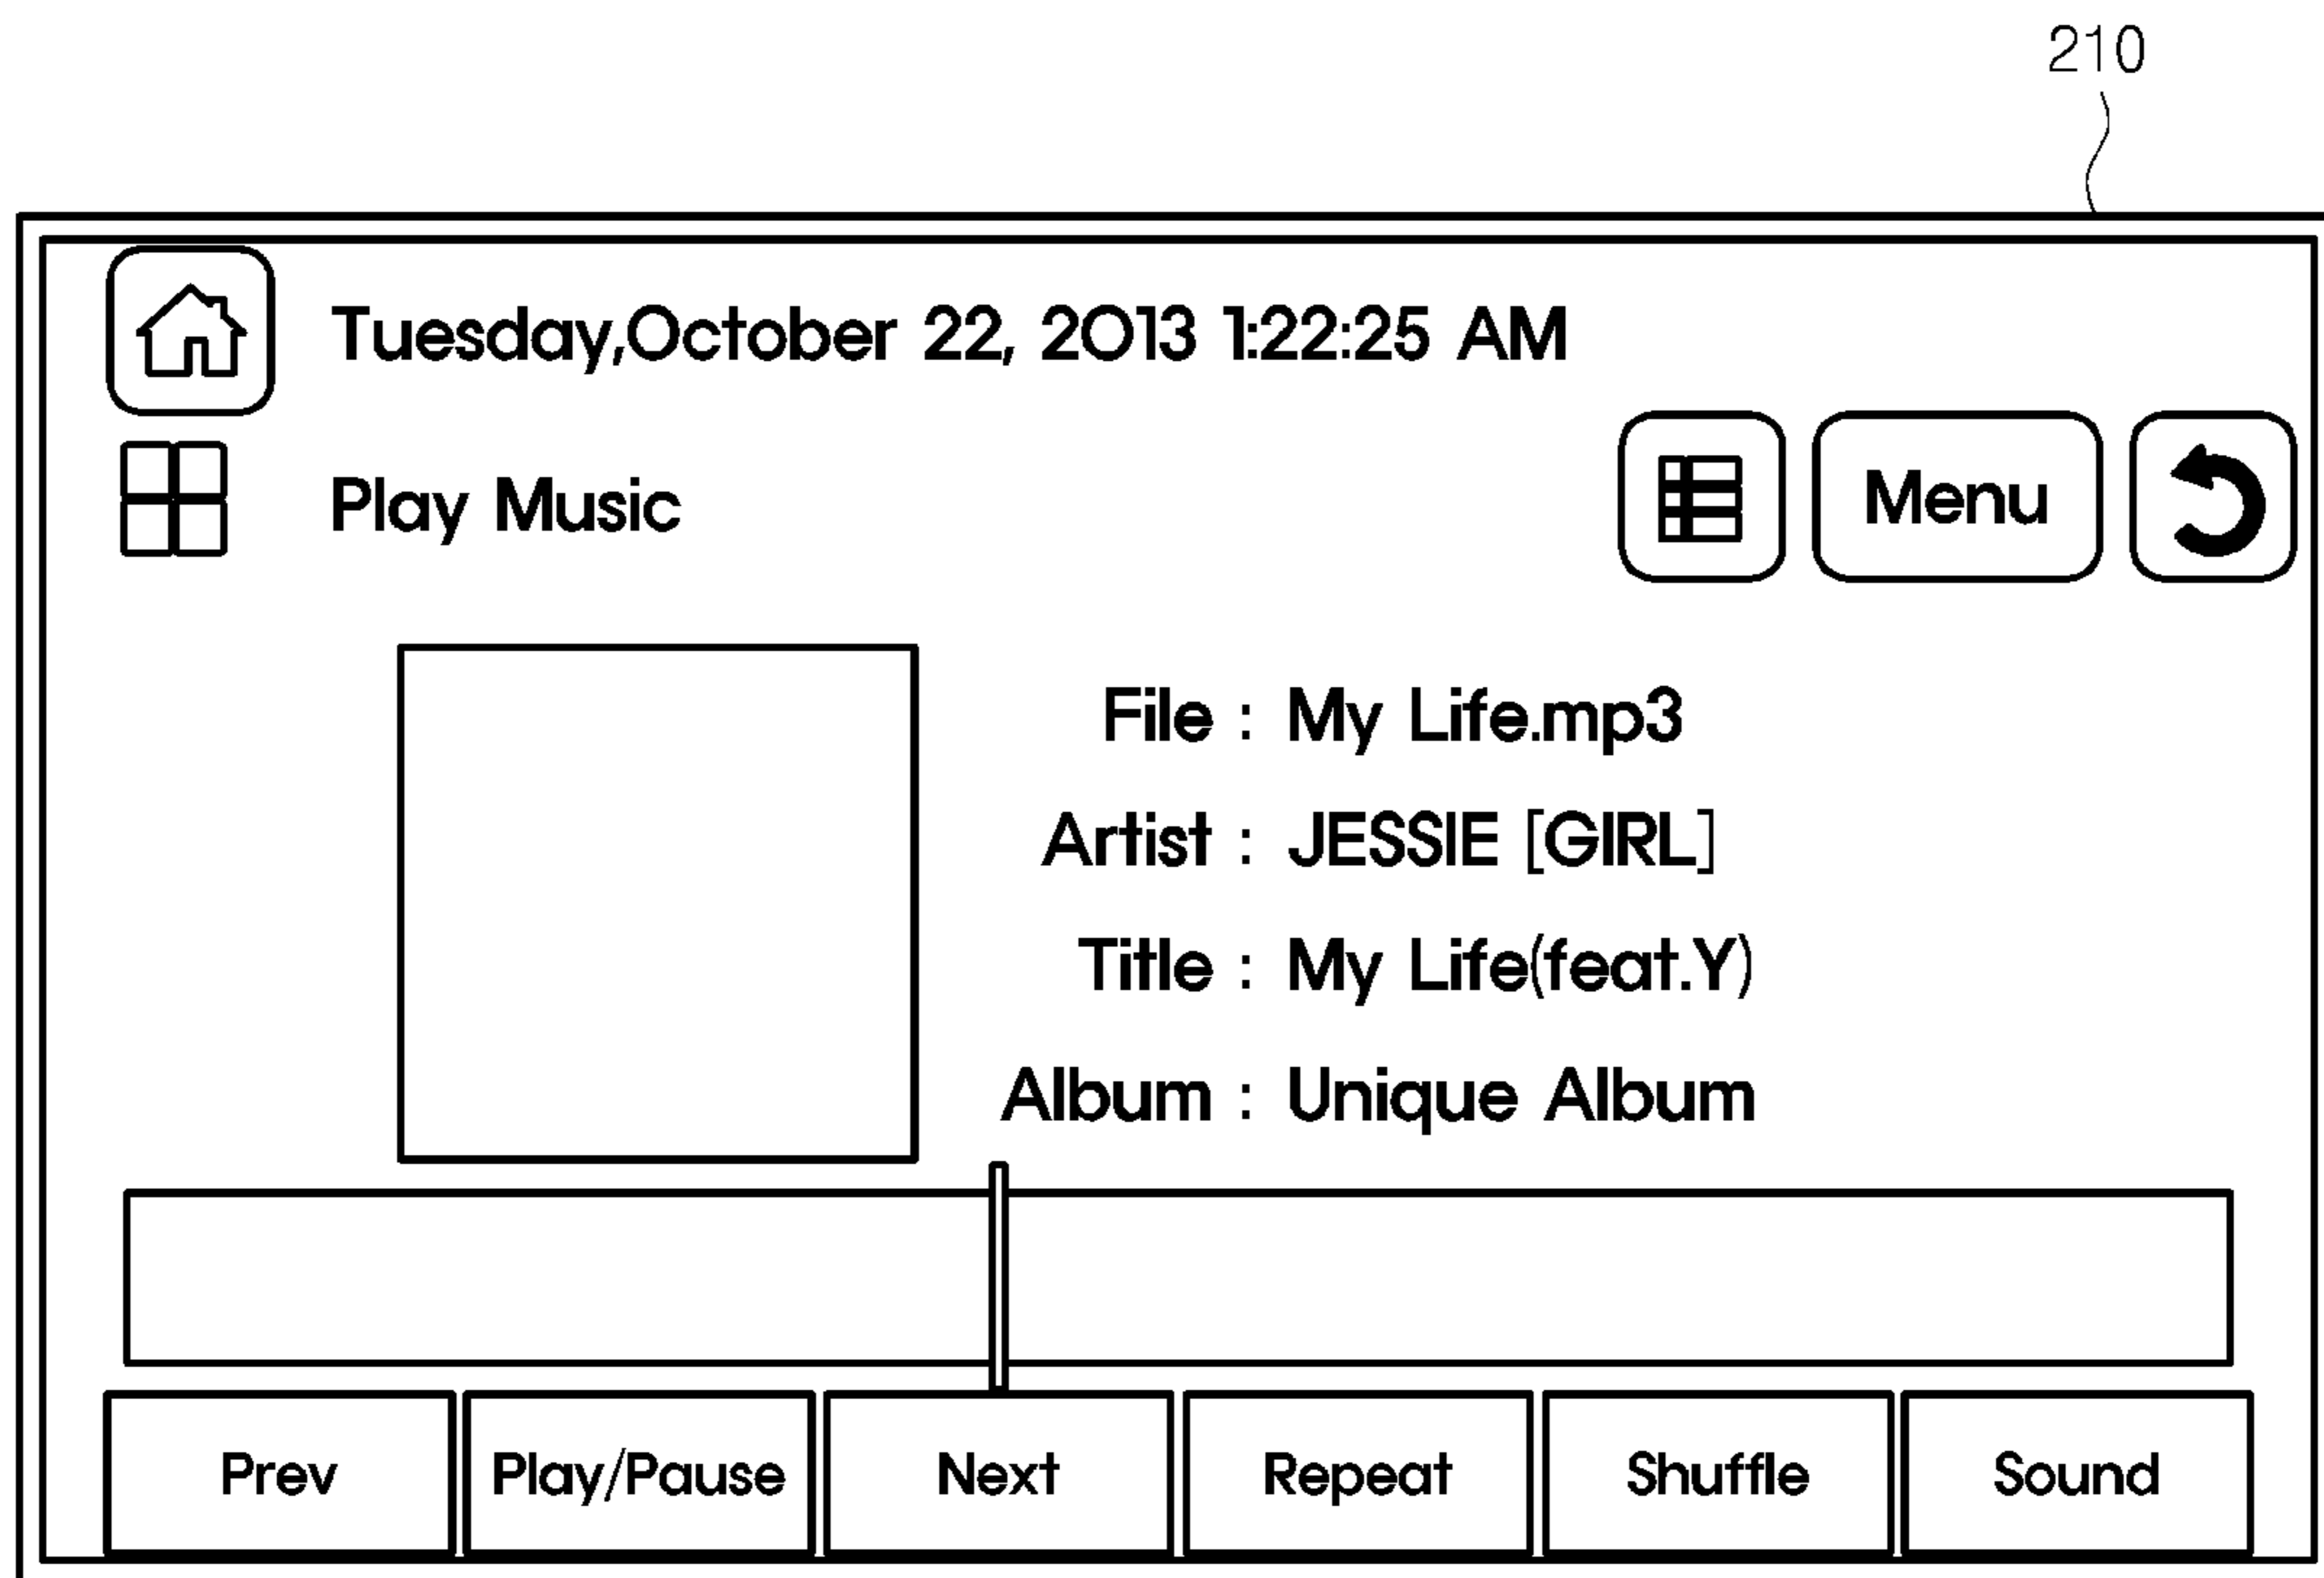 210
Tuesday,October 22, 2013 1:22:25 AM
Play Music
Menu
File : My Life.mp3
Artist : JESSIE [GIRL]
Title : My Life(feat.Y)
Album : Unique Album
Prev Play/Pause Next Repeat Shuffle Sound